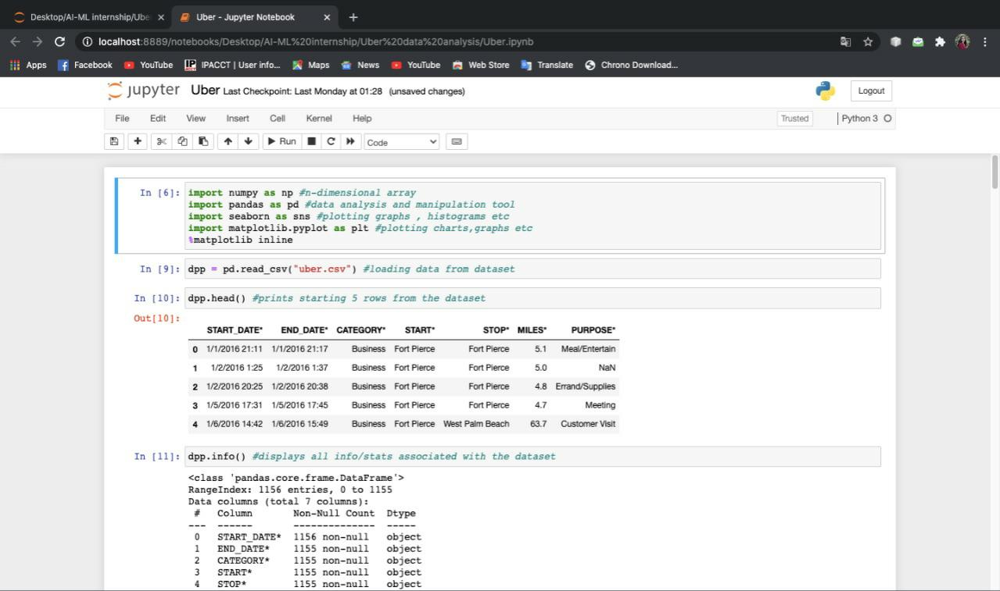 Desktop/AI-ML internship/Ube
Uber - Jupyter Notebook
localhost:8889/notebooks/Desktop/AI-ML%20internship/Uber%20data%20analysis/Uber.ipynb
Apps Facebook YouTube IPACCT | User info... Maps News YouTube Web Store Translate Chrono Download...
jupyter Uber Last Checkpoint: Last Monday at 01:28 (unsaved changes) Logout
File Edit View Insert Cell Kernel Help Trusted Python 3
Run Code
In [6]: import numpy as np #n-dimensional array
import pandas as pd #data analysis and manipulation tool
import seaborn as sns #plotting graphs , histograms etc
import matplotlib.pyplot as plt #plotting charts,graphs etc
%matplotlib inline
In [9]: dpp = pd.read_csv("uber.csv") #loading data from dataset
In [10]: dpp.head() #prints starting 5 rows from the dataset
Out[10]:
START_DATE* END_DATE* CATEGORY* START* STOP* MILES* PURPOSE*
0 1/1/2016 21:11 1/1/2016 21:17 Business Fort Pierce Fort Pierce 5.1 Meal/Entertain
1 1/2/2016 1:25 1/2/2016 1:37 Business Fort Pierce Fort Pierce 5.0 NaN
2 1/2/2016 20:25 1/2/2016 20:38 Business Fort Pierce Fort Pierce 4.8 Errand/Supplies
3 1/5/2016 17:31 1/5/2016 17:45 Business Fort Pierce Fort Pierce 4.7 Meeting
4 1/6/2016 14:42 1/6/2016 15:49 Business Fort Pierce West Palm Beach 63.7 Customer Visit
In [11]: dpp.info() #displays all info/stats associated with the dataset
<class 'pandas.core.frame.DataFrame'>
RangeIndex: 1156 entries, 0 to 1155
Data columns (total 7 columns):
# Column Non-Null Count Dtype
--- ------ -------------- -----
0 START_DATE* 1156 non-null object
1 END_DATE* 1155 non-null object
2 CATEGORY* 1155 non-null object
3 START* 1155 non-null object
4 STOP* 1155 non-null object